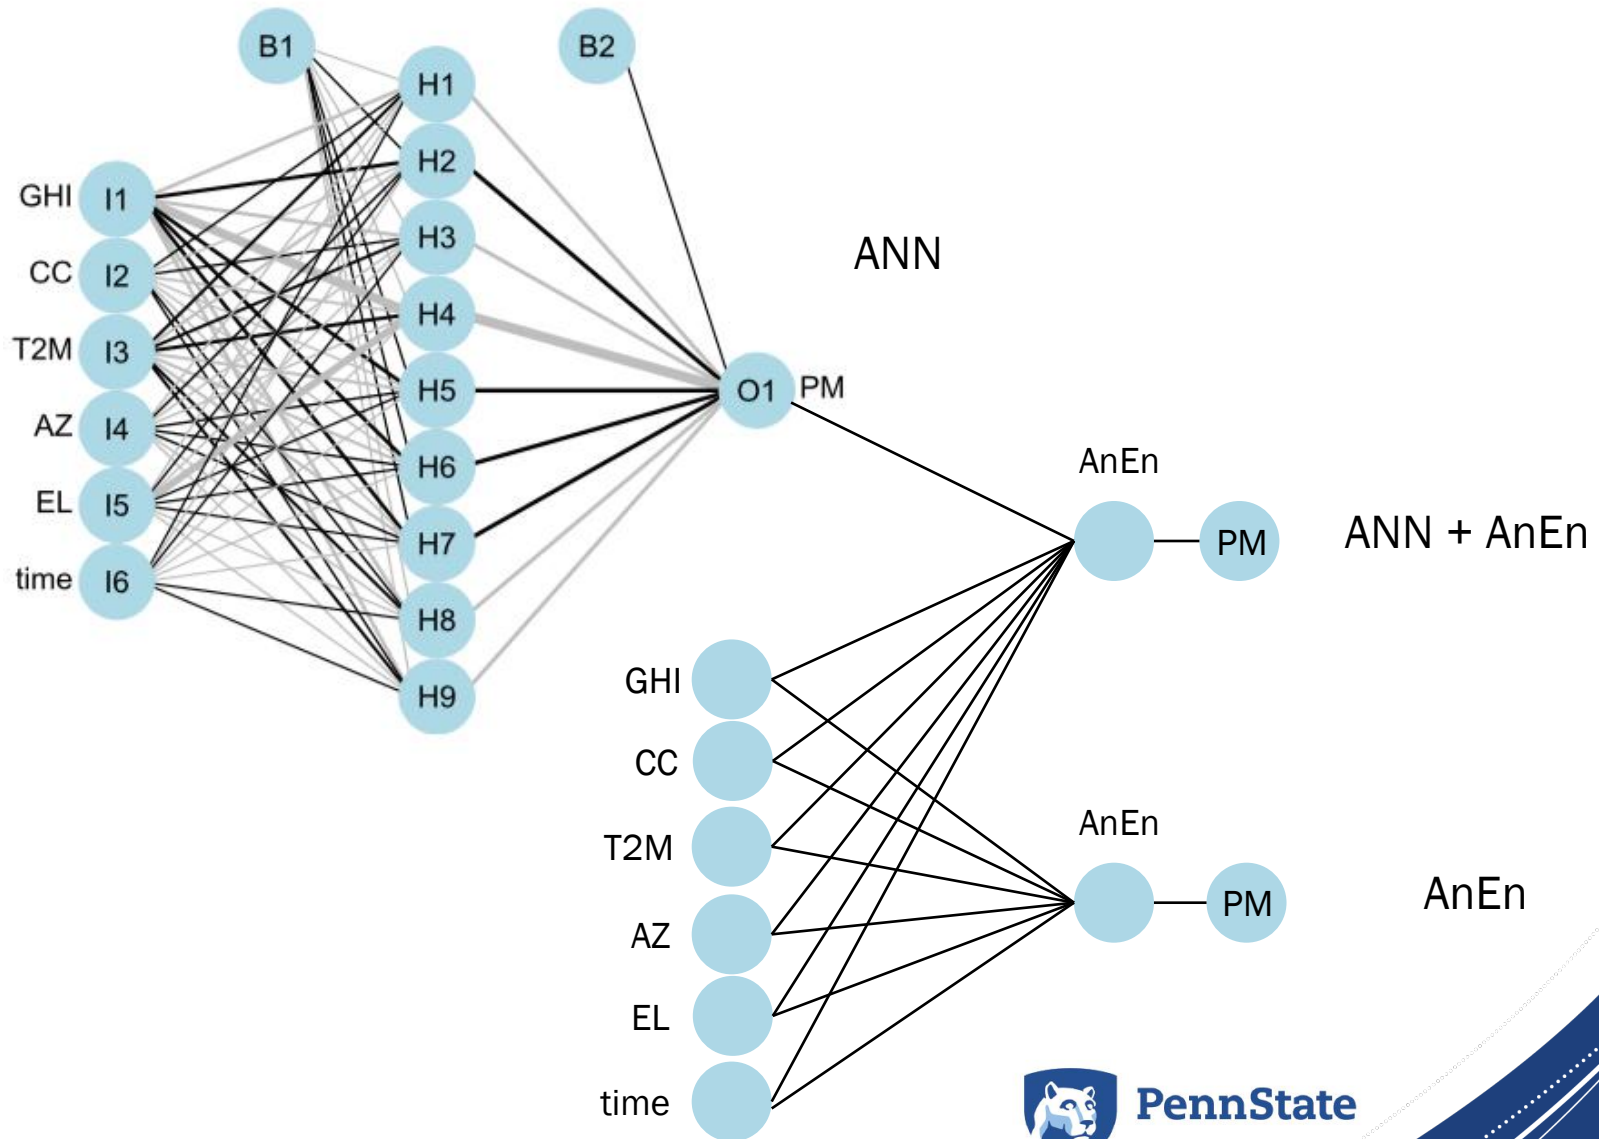 B1
B2
H1
H2
H3
H4
H5
H6
H7
H8
H9
GHI I1
CC I2
T2M I3
AZ I4
EL I5
time I6
O1 PM
ANN
AnEn
PM
ANN + AnEn
GHI
CC
T2M
AZ
EL
time
AnEn
PM
AnEn
PennState